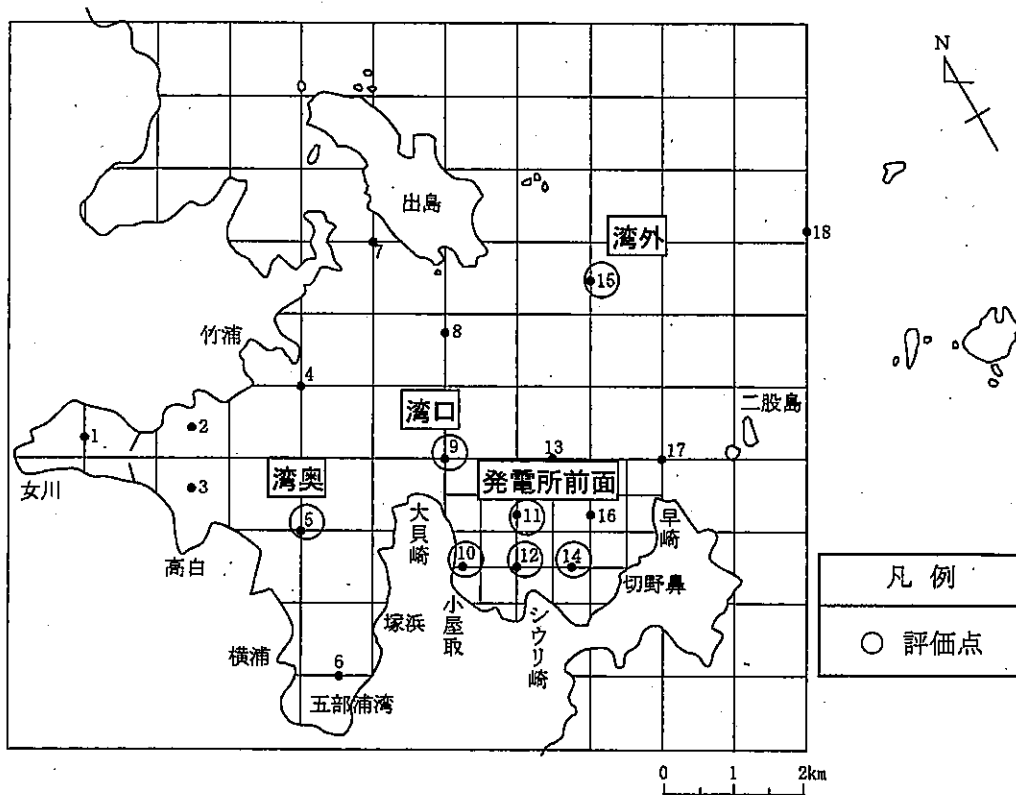 N
出島
湾外
18
7
15
竹浦
8
4
湾口
二股島
1
2
9
13
17
女川
3
湾奥
発電所前面
5
11
16
大貝崎
早崎
高白
10
12
14
切野鼻
凡例
小屋取
シウリ崎
塚浜
評価点
横浦
6
五部浦湾
0 1 2km